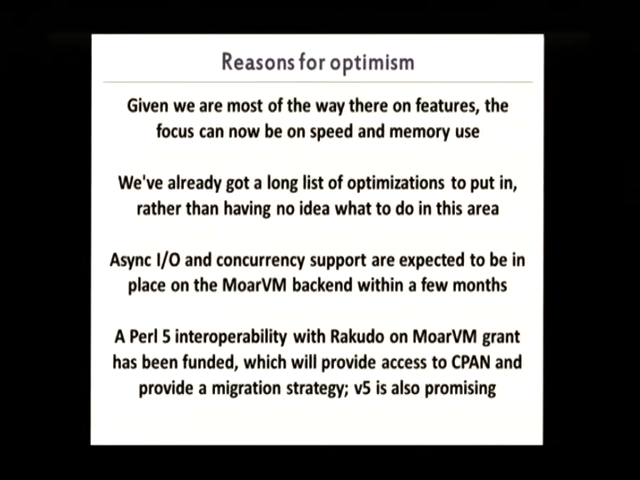 Reasons for optimism
Given we are most of the way there on features, the
focus can now be on speed and memory use
We've already got a long list of optimizations to put in,
rather than having no idea what to do in this area
Async I/O and concurrency support are expected to be in
place on the MoarVM backend within a few months
A Perl 5 interoperability with Rakudo on MoarVM grant
has been funded, which will provide access to CPAN and
provide a migration strategy; v5 is also promising